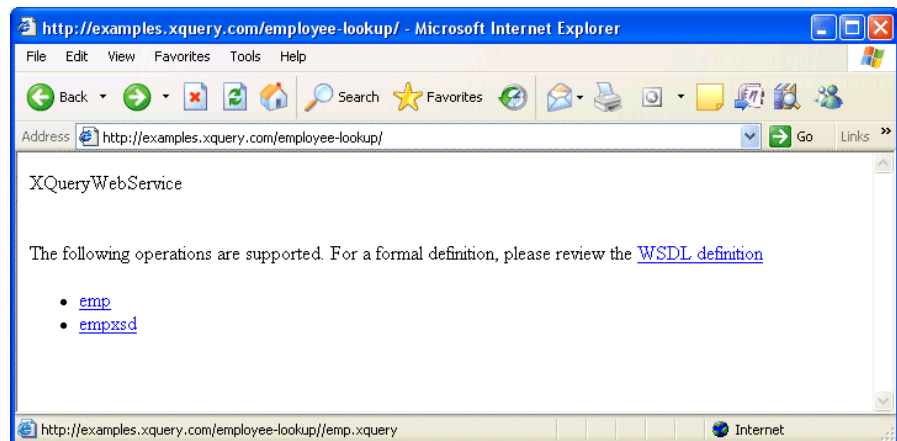 http://examples.xquery.com/employee-lookup/ - Microsoft Internet Explorer
File Edit View Favorites Tools Help
Back Search Favorites
Address http://examples.xquery.com/employee-lookup/ Go Links »
XQueryWebService
The following operations are supported. For a formal definition, please review the WSDL definition
• emp
• empxsd
http://examples.xquery.com/employee-lookup//emp.xquery Internet